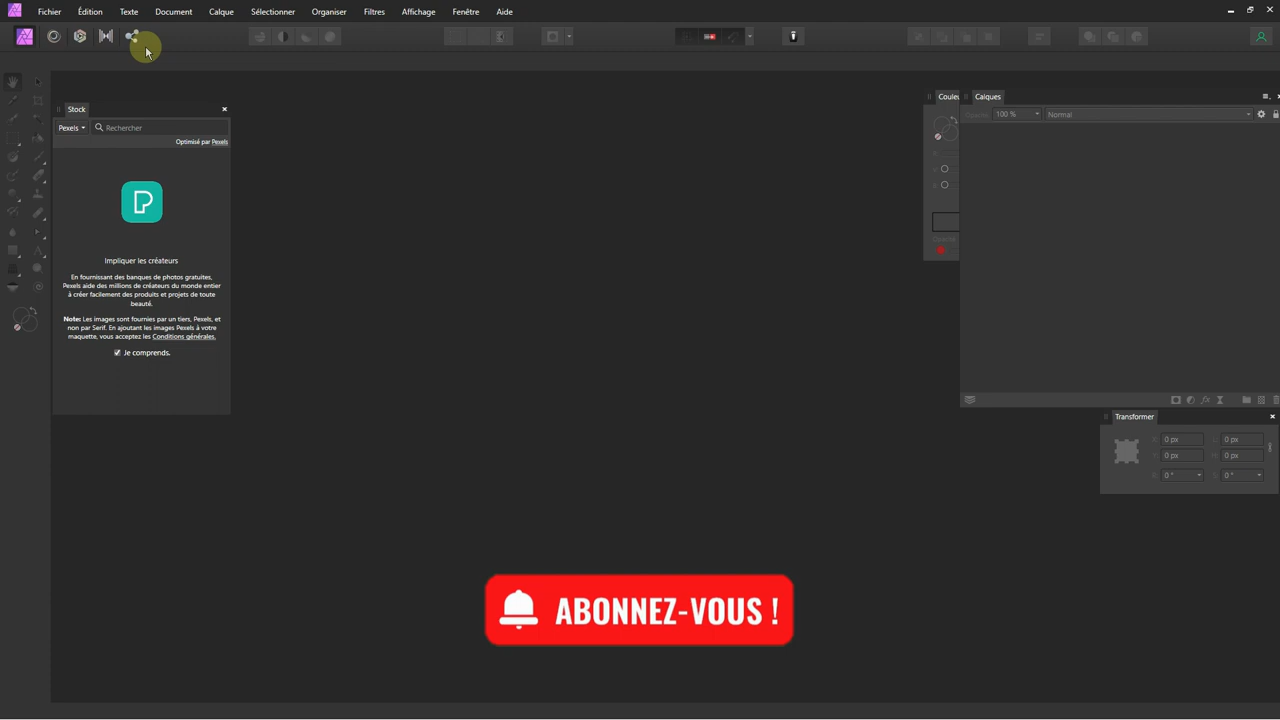 Fichier Édition Texte Document Calque Sélectionner Organiser Filtres Affichage Fenêtre Aide
Stock
Pexels Rechercher
Optimisé par Pexels
Impliquer les créateurs
En fournissant des banques de photos gratuites,
Pexels aide des millions de créateurs du monde entier
à créer facilement des produits et projets de toute
beauté.
Note: Les images sont fournies par un tiers, Pexels, et
non par Serif. En ajoutant les images Pexels à votre
maquette, vous acceptez les Conditions générales.
Je comprends.
Couleu
Opacité
Calques
Opacité 100 % Normal
Transformer
X: 0 px L: 0 px
Y: 0 px H: 0 px
0 ° 0 °
ABONNEZ-VOUS !